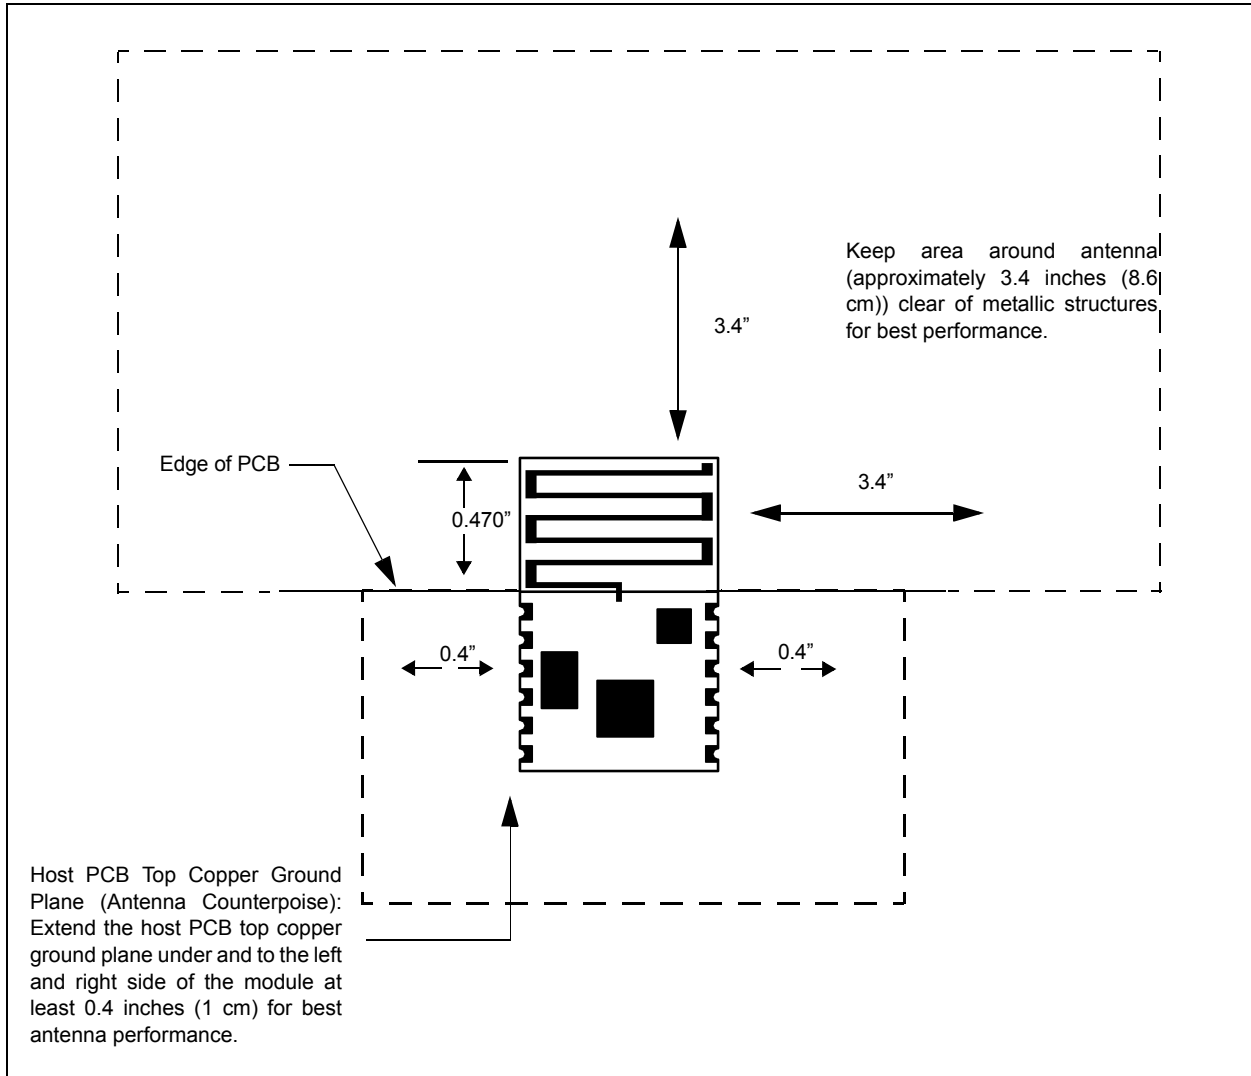 Keep area around antenna
(approximately 3.4 inches (8.6
cm)) clear of metallic structures
for best performance.
3.4”
Edge of PCB
3.4”
0.470”
0.4”
0.4”
Host PCB Top Copper Ground
Plane (Antenna Counterpoise):
Extend the host PCB top copper
ground plane under and to the left
and right side of the module at
least 0.4 inches (1 cm) for best
antenna performance.